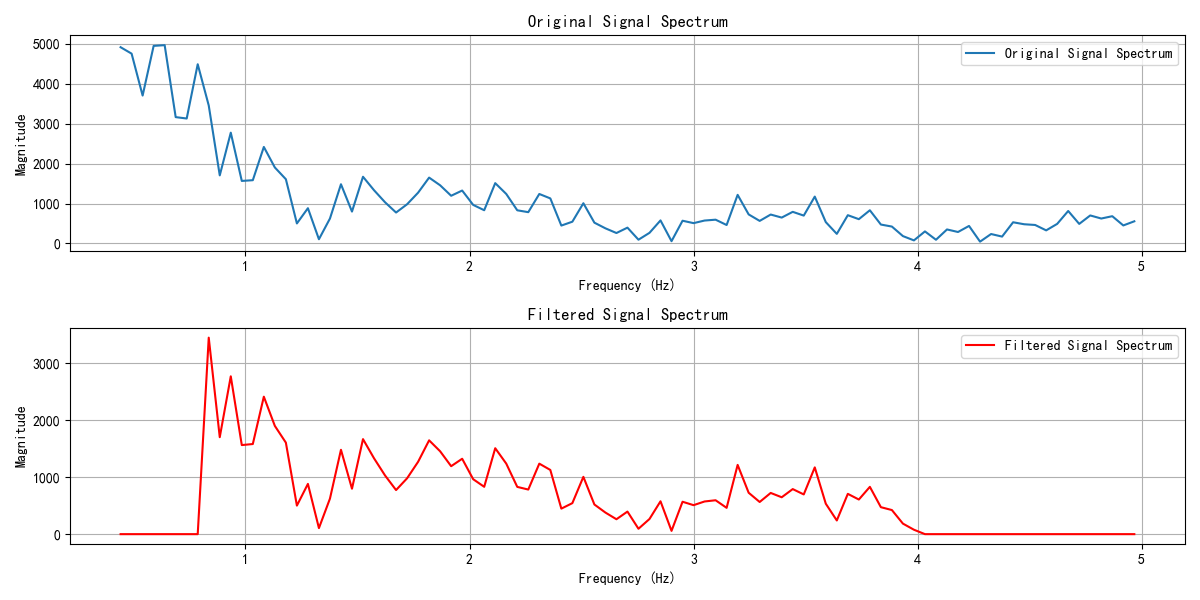 Original Signal Spectrum
Original Signal Spectrum
Magnitude
5000
4000
3000
2000
1000
0
1
2
3
4
5
Frequency (Hz)
Filtered Signal Spectrum
Filtered Signal Spectrum
Magnitude
3000
2000
1000
0
1
2
3
4
5
Frequency (Hz)